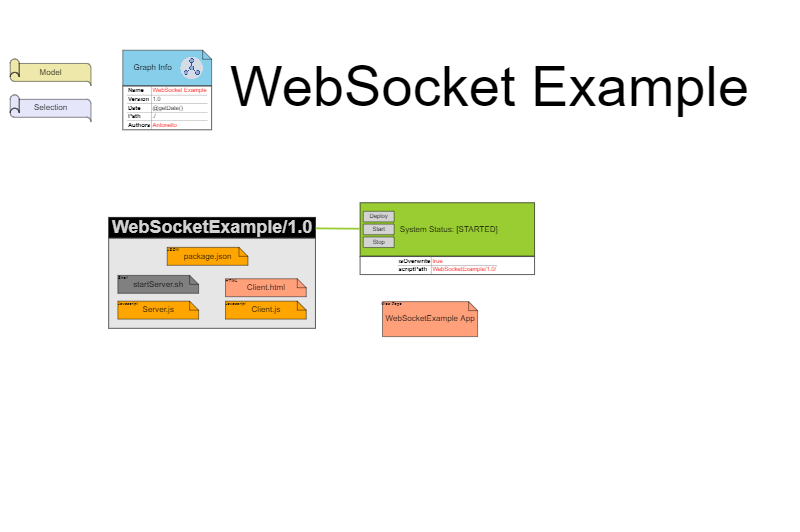 Model
Selection
Graph Info
Name WebSocket Example
Version 1.0
Date @getDate()
Path ./
Authors Antonello
WebSocket Example
WebSocketExample/1.0
JSON
package.json
Shell
startServer.sh
HTML
Client.html
Javascript
Server.js
Javascript
Client.js
Deploy
Start
Stop
System Status: [STARTED]
isOverwrite true
scriptPath WebSocketExample/1.0/
Web Page
WebSocketExample App